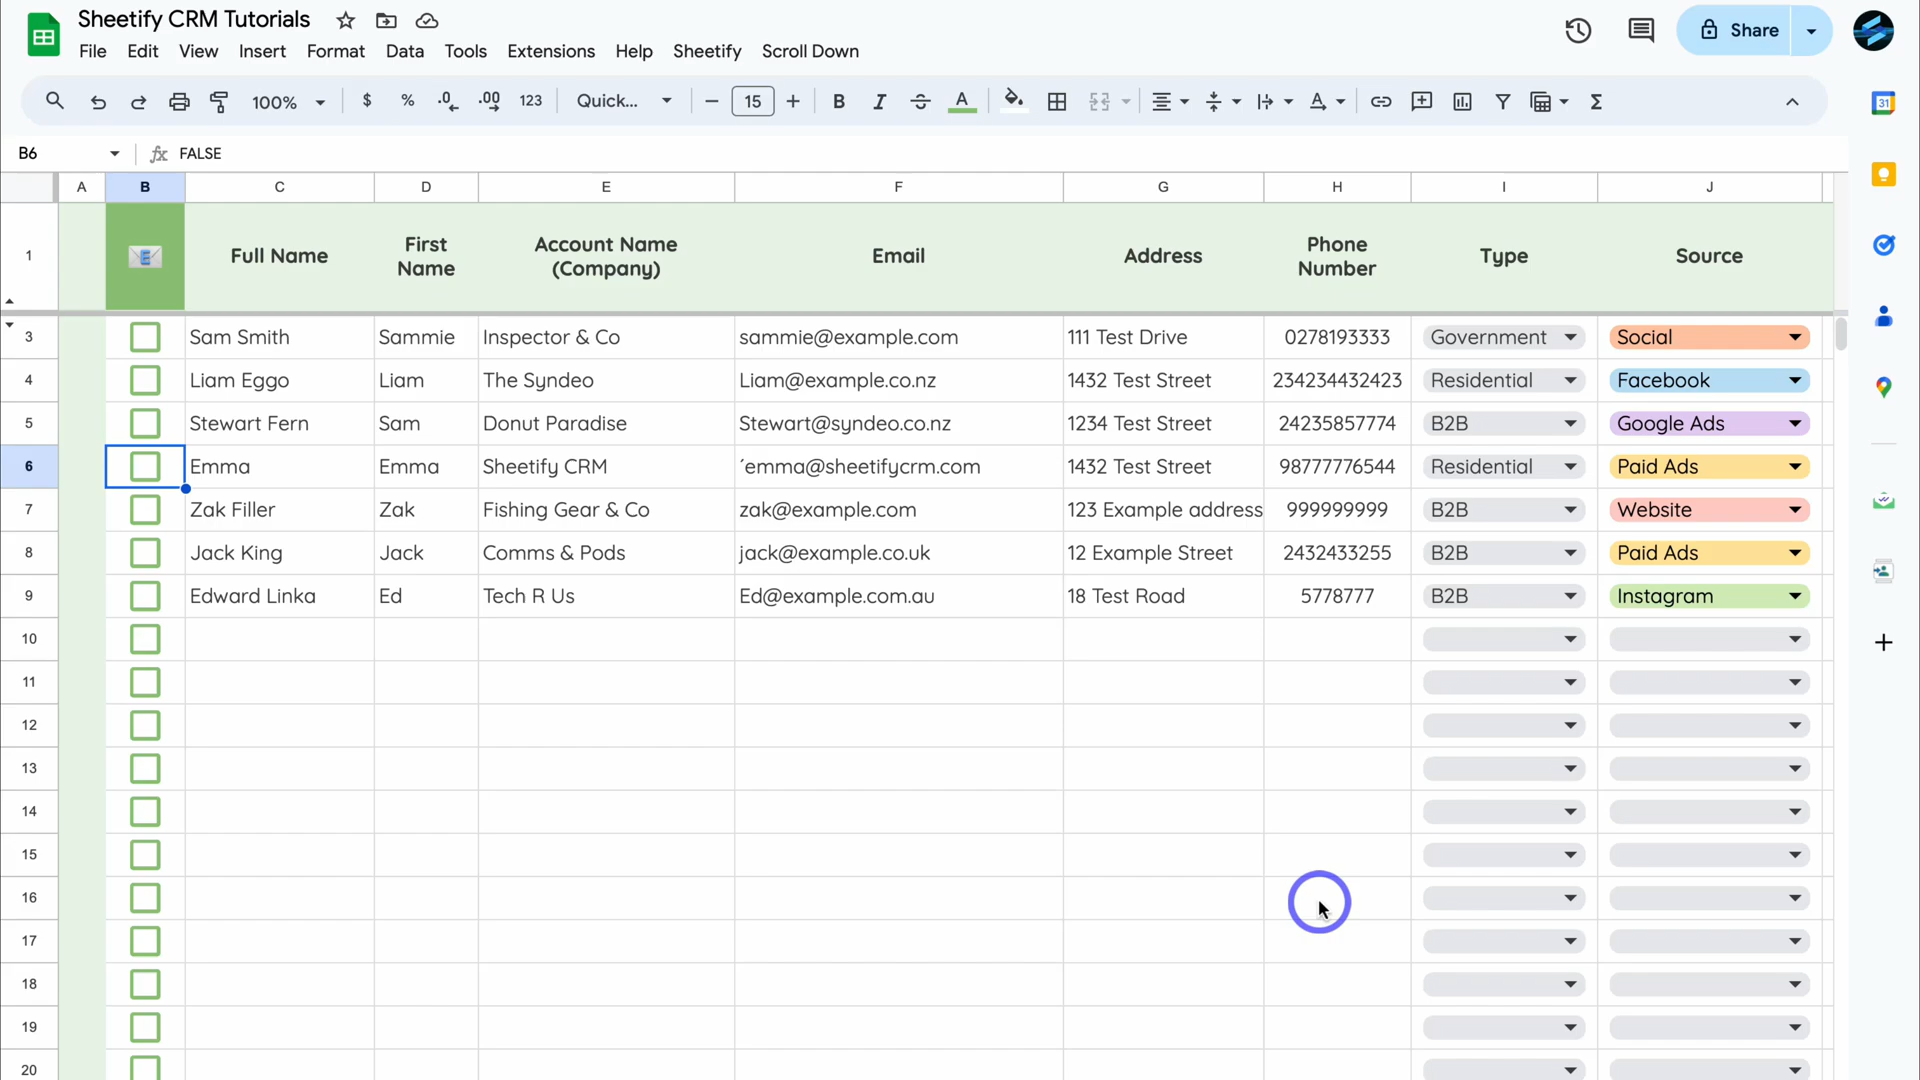 Sheetify CRM Tutorials
File Edit View Insert Format Data Tools Extensions Help Sheetify Scroll Down
Share
100% $ % .0 .00 123 Quick... 15 B I A
B6 fx FALSE
A B C D E F G H I J
1 Full Name First Name Account Name (Company) Email Address Phone Number Type Source
3 Sam Smith Sammie Inspector & Co sammie@example.com 111 Test Drive 0278193333 Government Social
4 Liam Eggo Liam The Syndeo Liam@example.co.nz 1432 Test Street 234234432423 Residential Facebook
5 Stewart Fern Sam Donut Paradise Stewart@syndeo.co.nz 1234 Test Street 24235857774 B2B Google Ads
6 Emma Emma Sheetify CRM ´emma@sheetifycrm.com 1432 Test Street 98777776544 Residential Paid Ads
7 Zak Filler Zak Fishing Gear & Co zak@example.com 123 Example address 999999999 B2B Website
8 Jack King Jack Comms & Pods jack@example.co.uk 12 Example Street 2432433255 B2B Paid Ads
9 Edward Linka Ed Tech R Us Ed@example.com.au 18 Test Road 5778777 B2B Instagram
10
11
12
13
14
15
16
17
18
19
20
31